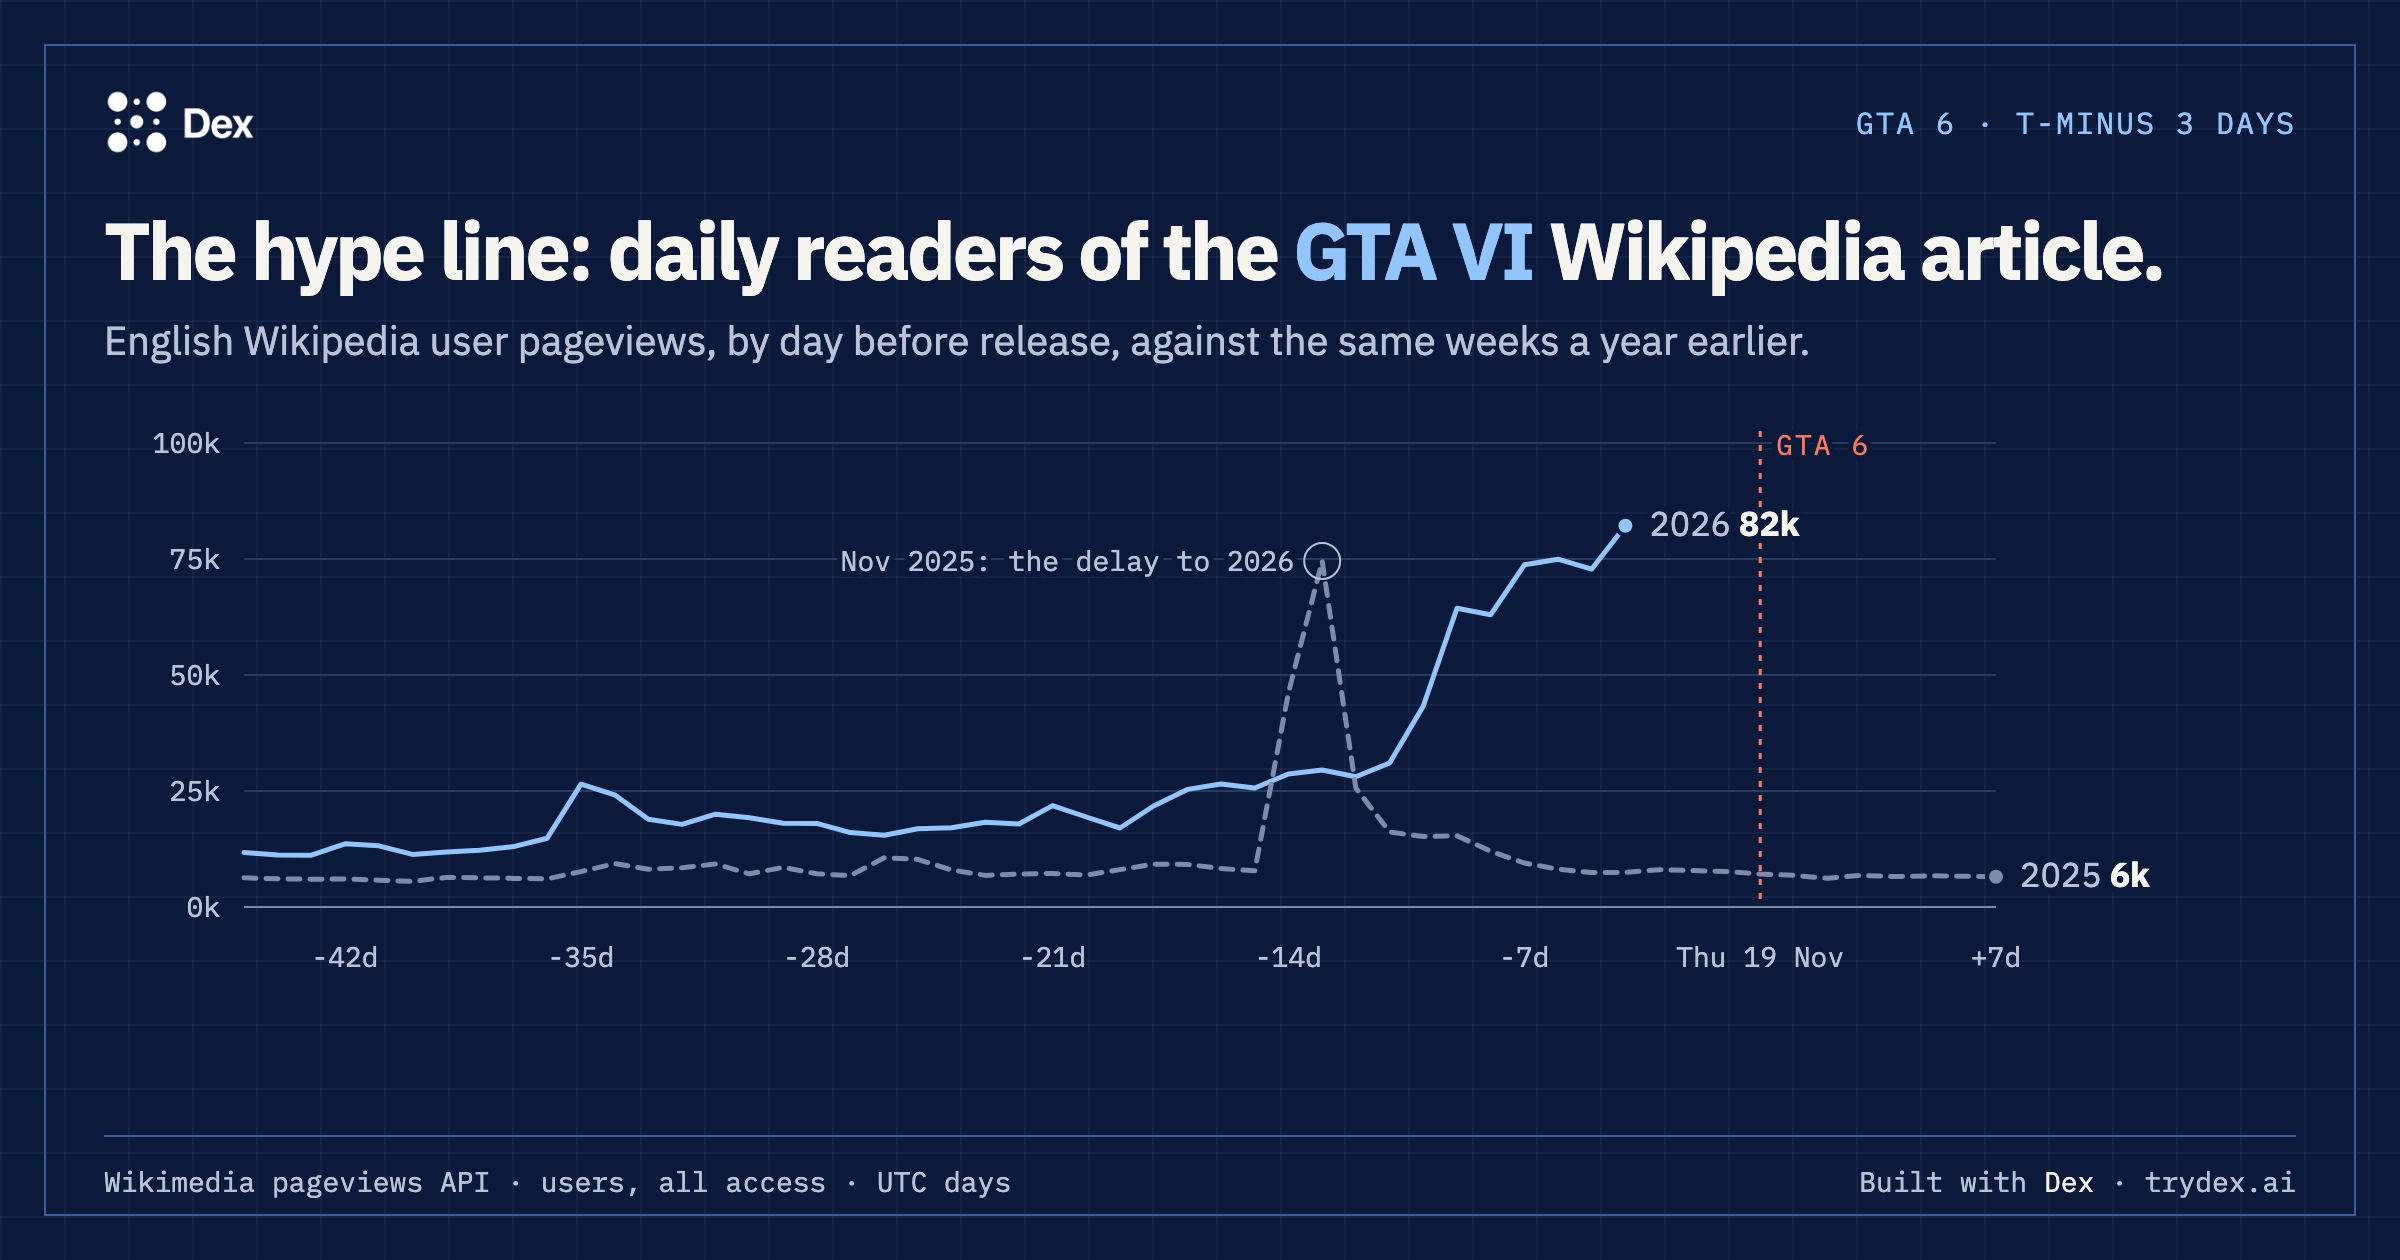 Dex
GTA 6 · T-MINUS 3 DAYS
The hype line: daily readers of the GTA VI Wikipedia article.
English Wikipedia user pageviews, by day before release, against the same weeks a year earlier.
100k
GTA 6
2026 82k
75k
Nov 2025: the delay to 2026
50k
25k
2025 6k
0k
-42d -35d -28d -21d -14d -7d Thu 19 Nov +7d
Wikimedia pageviews API · users, all access · UTC days
Built with Dex · trydex.ai